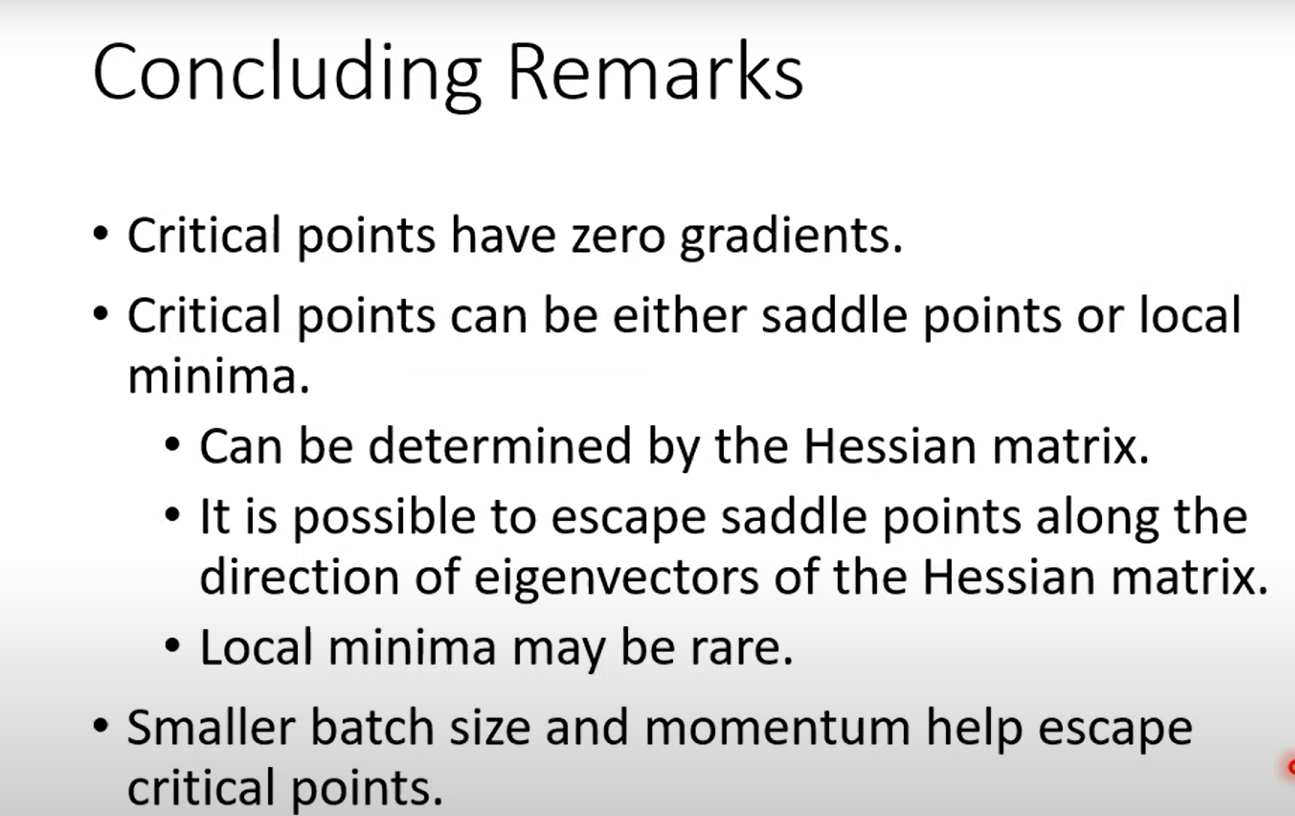 Concluding Remarks
• Critical points have zero gradients.
• Critical points can be either saddle points or local
minima.
• Can be determined by the Hessian matrix.
• It is possible to escape saddle points along the
direction of eigenvectors of the Hessian matrix.
• Local minima may be rare.
• Smaller batch size and momentum help escape
critical points.